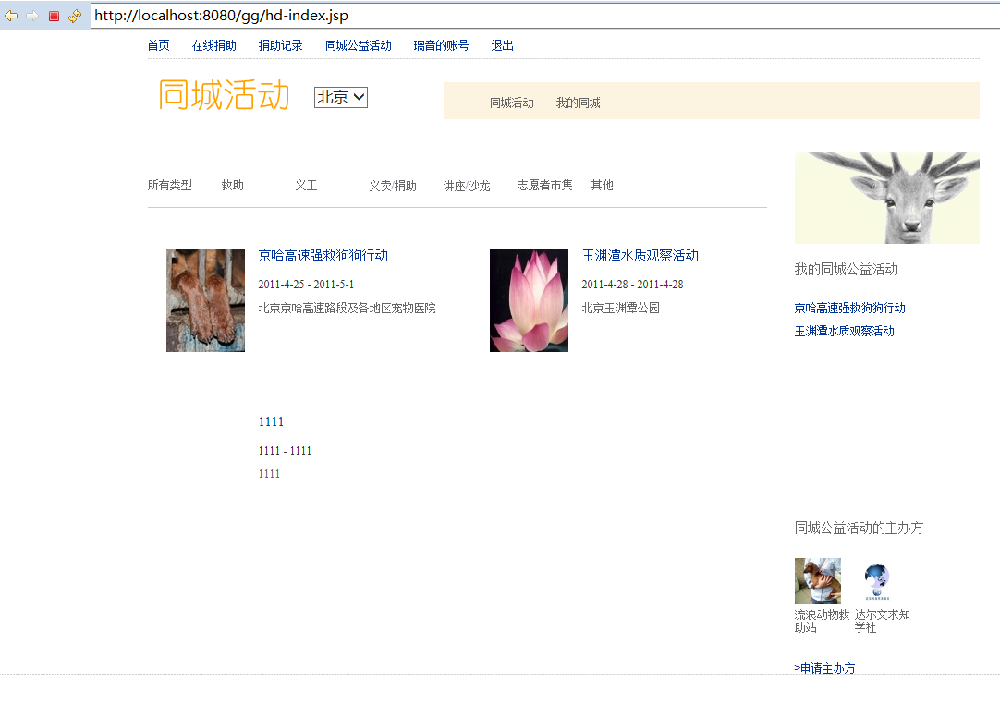 http://localhost:8080/gg/hd-index.jsp
首页 在线捐助 捐助记录 同城公益活动 璃音的账号 退出
同城活动 北京 同城活动 我的同城
所有类型 救助 义工 义卖/捐助 讲座/沙龙 志愿者市集 其他
京哈高速强救狗狗行动
2011-4-25 - 2011-5-1
北京京哈高速路段及各地区宠物医院
玉渊潭水质观察活动
2011-4-28 - 2011-4-28
北京玉渊潭公园
1111
1111 - 1111
1111
我的同城公益活动
京哈高速强救狗狗行动
玉渊潭水质观察活动
同城公益活动的主办方
流浪动物救
助站
达尔文求知
学社
>申请主办方